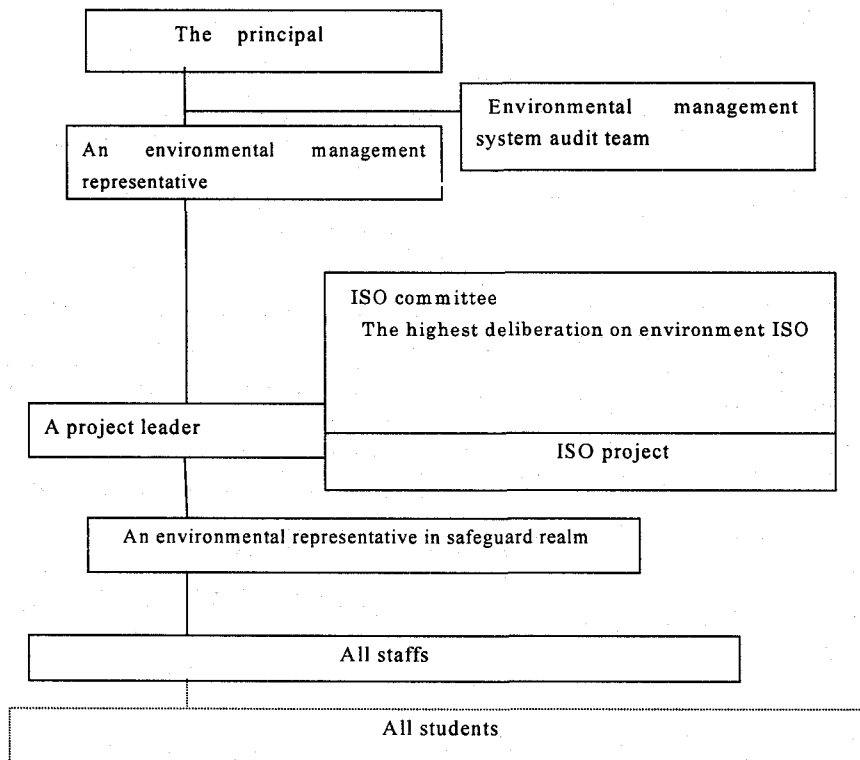 The principal
Environmental management
system audit team
An environmental management
representative
ISO committee
The highest deliberation on environment ISO
A project leader
ISO project
An environmental representative in safeguard realm
All staffs
All students